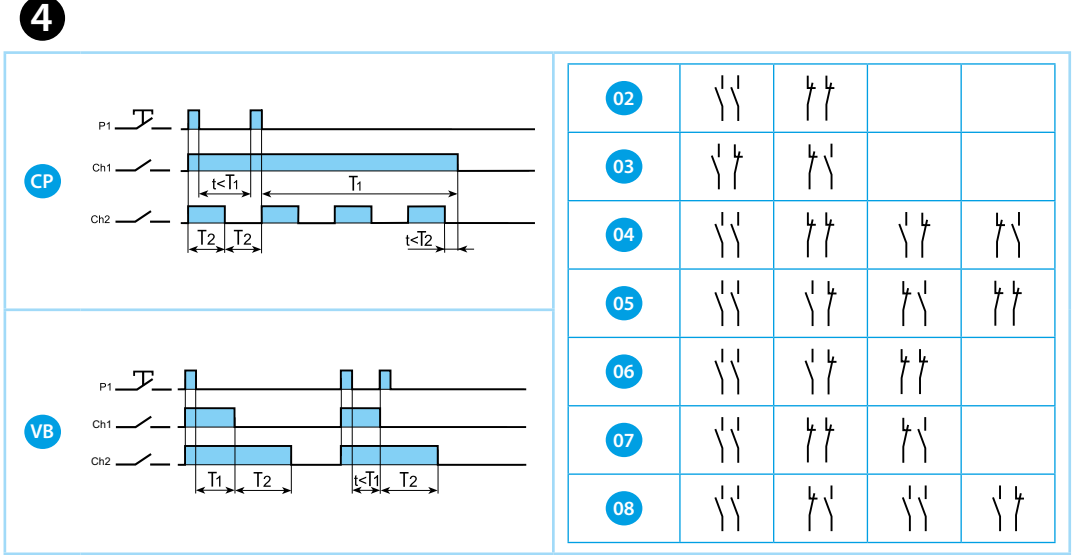 4
P1
Ch1
t<T1
T1
CP
Ch2
T2 T2
t<T2
P1
Ch1
VB
Ch2
T1 T2
t<T1 T2
02
03
04
05
06
07
08